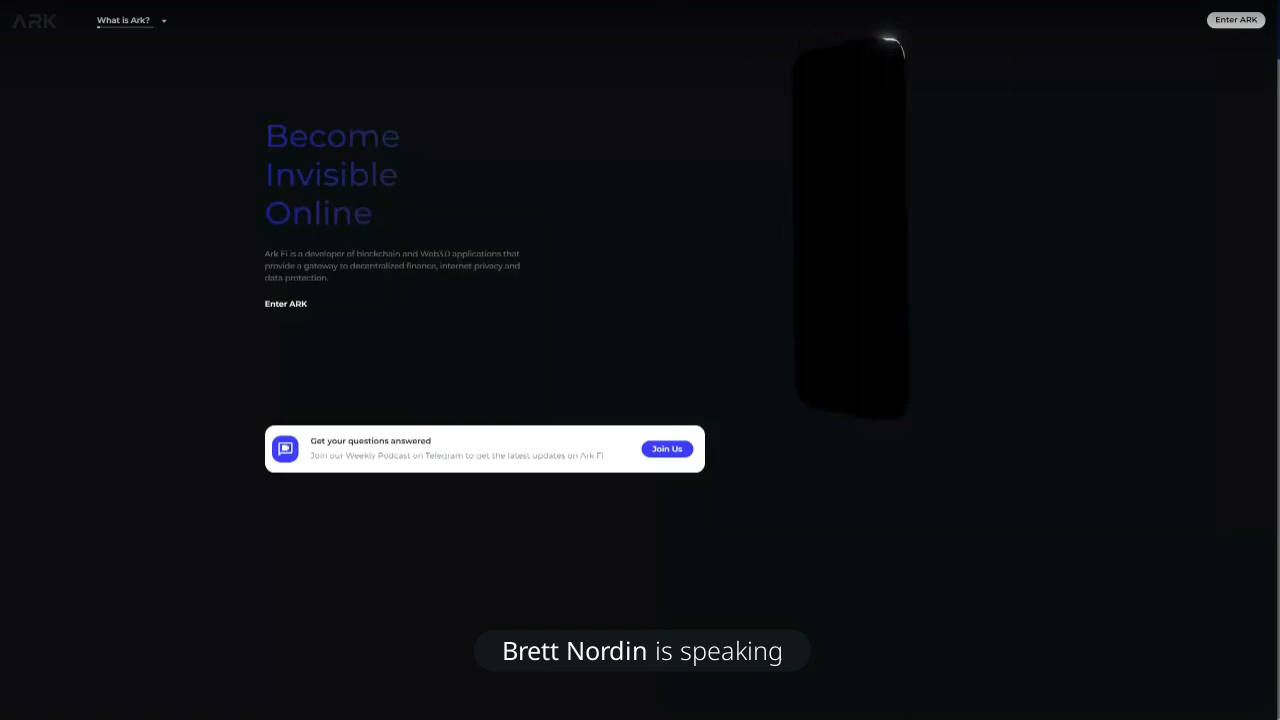 ARK
What is Ark?
Enter ARK
Become
Invisible
Online
Ark Fi is a developer of blockchain and Web3.0 applications that
provide a gateway to decentralized finance, internet privacy and
data protection.
Enter ARK
Get your questions answered
Join our Weekly Podcast on Telegram to get the latest updates on Ark Fi
Join Us
Brett Nordin is speaking